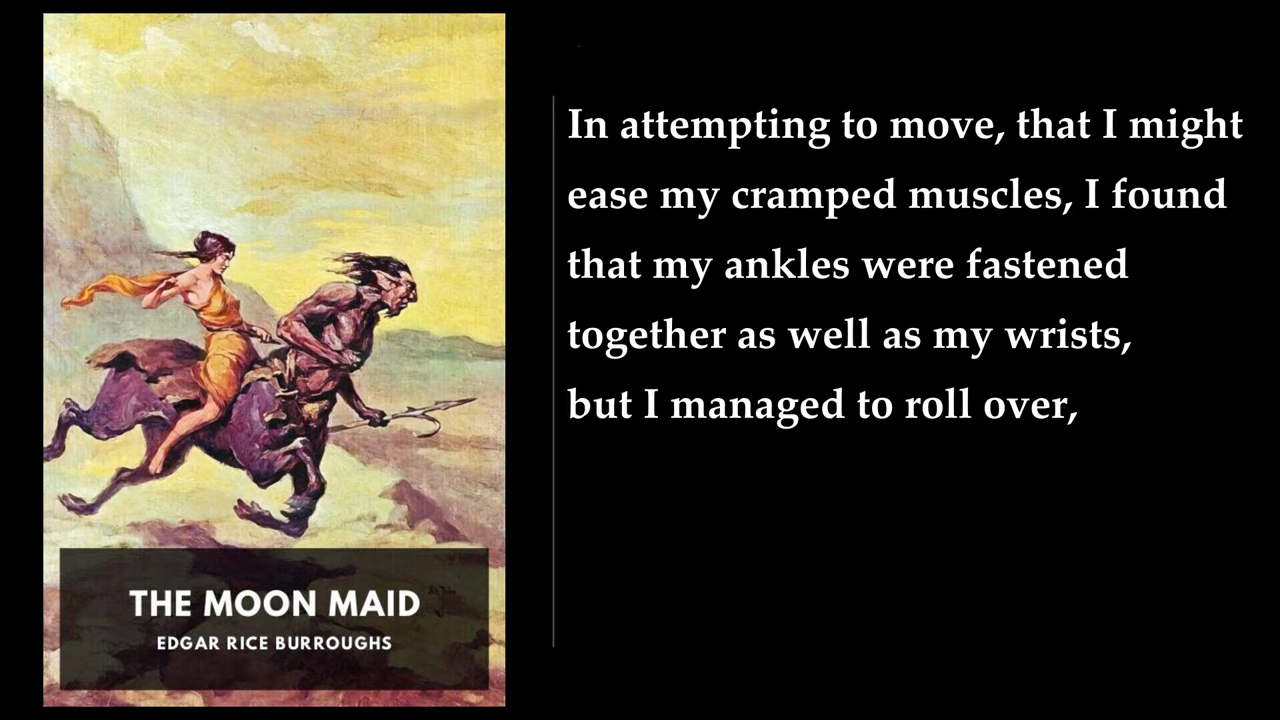 THE MOON MAID
EDGAR RICE BURROUGHS
In attempting to move, that I might
ease my cramped muscles, I found
that my ankles were fastened
together as well as my wrists,
but I managed to roll over,